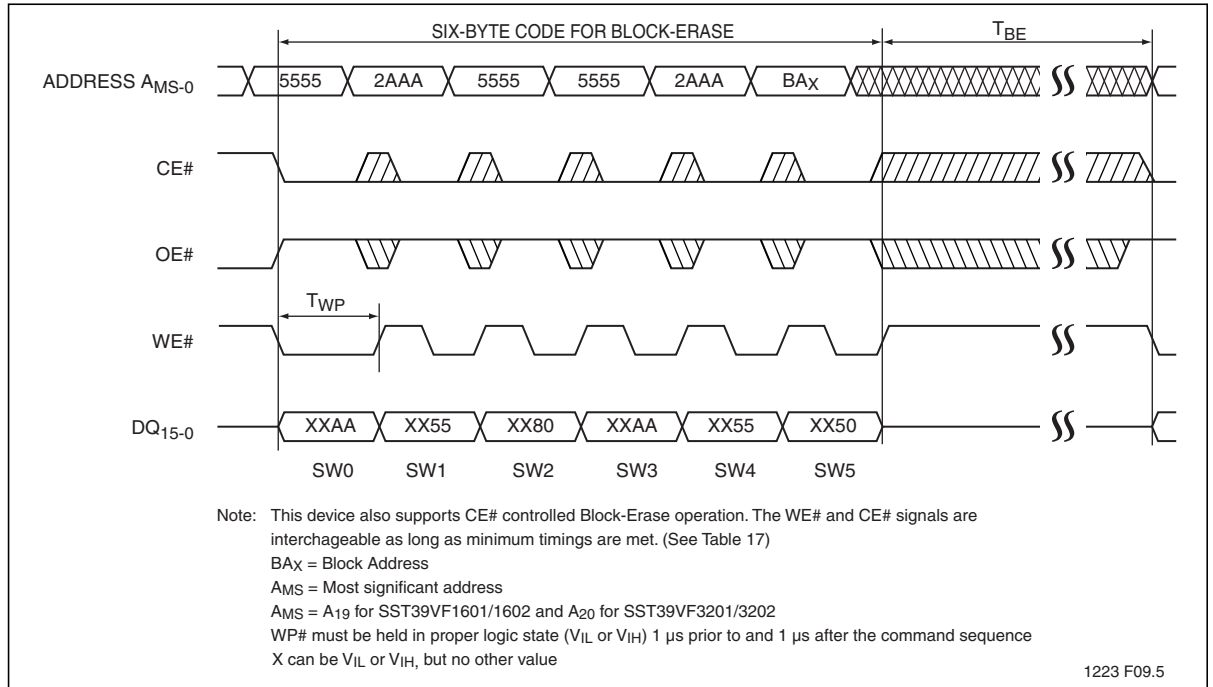 SIX-BYTE CODE FOR BLOCK-ERASE TBE
ADDRESS AMS-0 5555 2AAA 5555 5555 2AAA BAX
CE#
OE#
TWP
WE#
DQ15-0 XXAA XX55 XX80 XXAA XX55 XX50
SW0 SW1 SW2 SW3 SW4 SW5
Note: This device also supports CE# controlled Block-Erase operation. The WE# and CE# signals are
interchageable as long as minimum timings are met. (See Table 17)
BAX = Block Address
AMS = Most significant address
AMS = A19 for SST39VF1601/1602 and A20 for SST39VF3201/3202
WP# must be held in proper logic state (VIL or VIH) 1 µs prior to and 1 µs after the command sequence
X can be VIL or VIH, but no other value
1223 F09.5